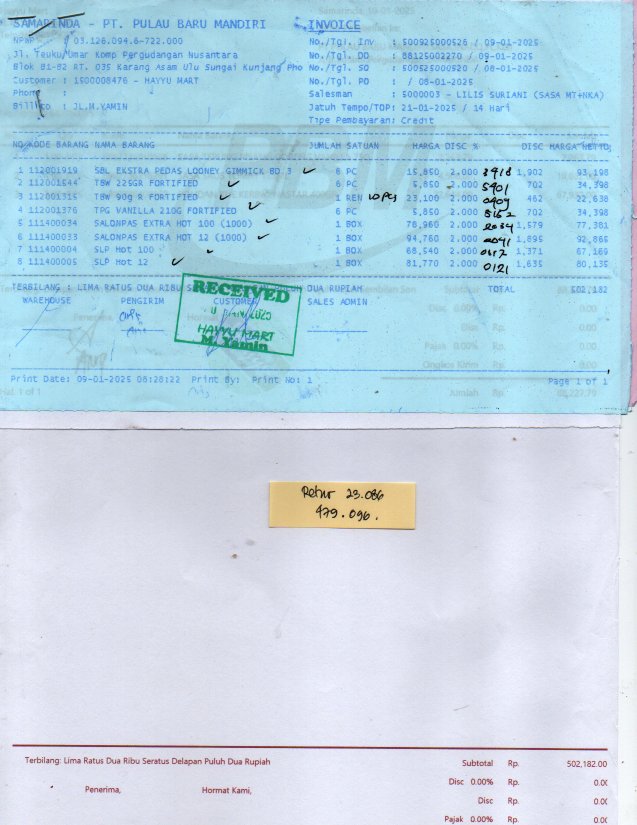 SAMARINDA - PT. PULAU BARU MANDIRI
INVOICE
NPWP : 03.126.094.6-722.000
No./Tgl. Inv : 500925000526 / 09-01-2025
Jl. Teuku Umar Komp Pergudangan Nusantara
No./Tgl. DO : 88125002270 / 09-01-2025
Blok B1-B2 RT. 035 Karang Asam Ulu Sungai Kunjang
No./Tgl. SO : 500525000520 / 08-01-2025
Customer : 1500008476 - HAYYU MART
No./Tgl. PO : / 08-01-2025
Phone :
Salesman : 5000003 - LILIS SURIANI (SASA MT+NKA)
: JL.M.YAMIN
Jatuh Tempo/TOP: 21-01-2025 / 14 Hari
Tipe Pembayaran: Credit
NO KODE BARANG NAMA BARANG JUMLAH SATUAN HARGA DISC % DISC HARGA NETTO
1 112001919 SBL EKSTRA PEDAS LOONEY GIMMICK BD 3 6 PC 15,850 2.000 1,902 93,198
2 112001544 TBW 225GR FORTIFIED 6 PC 5,850 2.000 5401 702 34,398
3 112001315 TBW 90g R FORTIFIED 1 REN 10 PCS 23,100 2.000 0409 462 22,638
4 112001376 TPG VANILLA 210G FORTIFIED 6 PC 5,850 2.000 702 34,398
5 111400034 SALONPAS EXTRA HOT 100 (1000) 1 BOX 78,960 2.000 1,579 77,381
6 111400033 SALONPAS EXTRA HOT 12 (1000) 1 BOX 94,760 2.000 1,895 92,865
7 111400004 SLP Hot 100 1 BOX 68,540 2.000 1,371 67,169
8 111400005 SLP Hot 12 1 BOX 81,770 2.000 0121 1,635 80,135
TERBILANG : LIMA RATUS DUA RIBU DUA RUPIAH TOTAL 502,182
WAREHOUSE PENGIRIM CUSTOMER SALES ADMIN
RECEIVED
HAYYU MART
M. Yamin
Print Date: 09-01-2025 08:28:22 Print By: Print No: 1
Page 1 of 1
Retur 23.086
479.096.
Terbilang: Lima Ratus Dua Ribu Seratus Delapan Puluh Dua Rupiah
Subtotal Rp. 502,182.00
Disc 0.00% Rp.
Penerima, Hormat Kami,
Disc Rp.
Pajak 0.00% Rp.